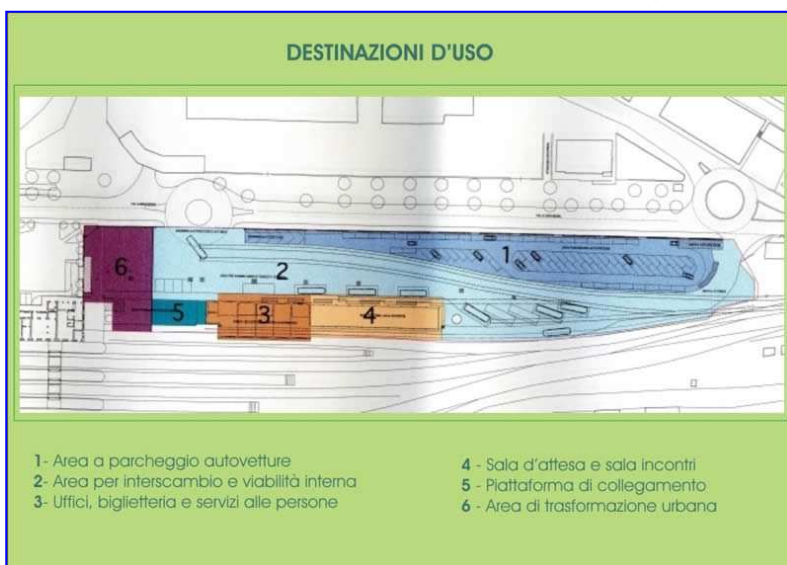 DESTINAZIONI D'USO
1
2
3
4
5
6
1- Area a parcheggio autovetture
2- Area per interscambio e viabilità interna
3- Uffici, biglietteria e servizi alle persone
4 - Sala d'attesa e sala incontri
5 - Piattaforma di collegamento
6 - Area di trasformazione urbana